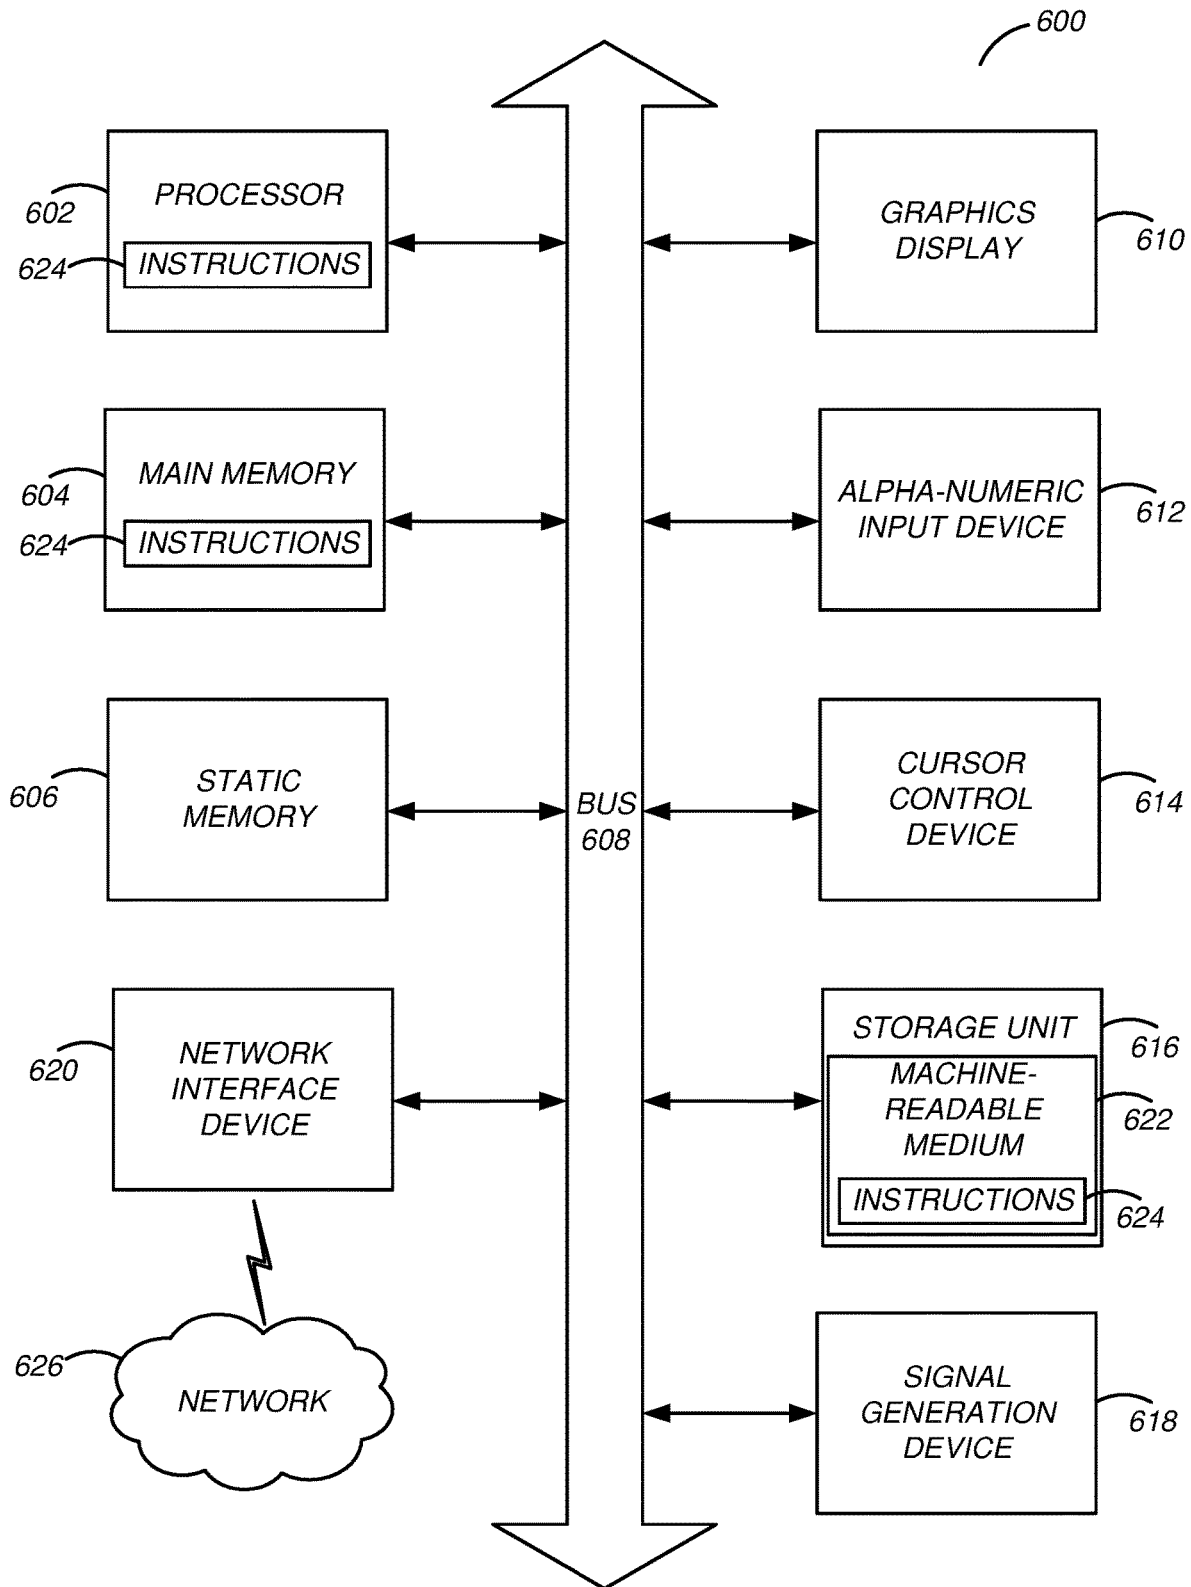 600
PROCESSOR
602
624
INSTRUCTIONS
GRAPHICS
DISPLAY
610
MAIN MEMORY
604
624
INSTRUCTIONS
ALPHA-NUMERIC
INPUT DEVICE
612
STATIC
MEMORY
606
BUS
608
CURSOR
CONTROL
DEVICE
614
NETWORK
INTERFACE
DEVICE
620
STORAGE UNIT
616
MACHINE-
READABLE
MEDIUM
622
INSTRUCTIONS
624
626
NETWORK
SIGNAL
GENERATION
DEVICE
618